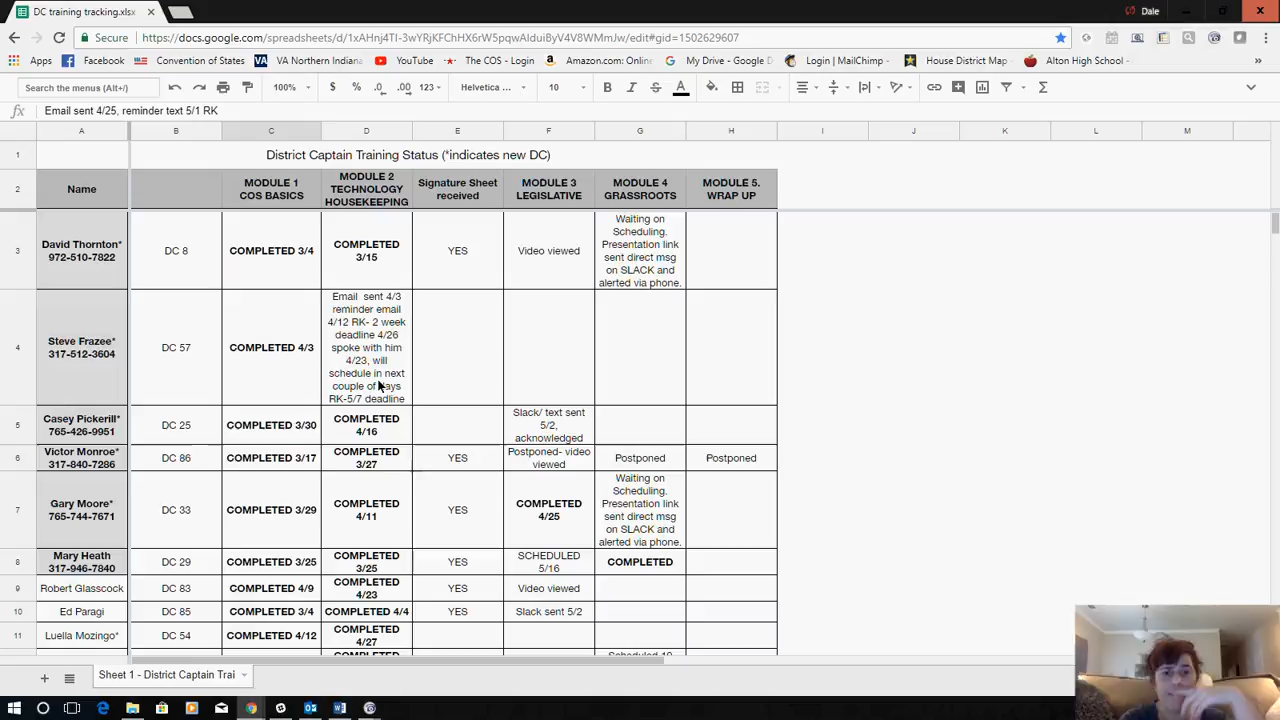 DC training tracking.xlsx
Dale
Secure
https://docs.google.com/spreadsheets/d/1xAHnj4TI-3wYRjKFChHX6rW5pqwAlduiByV4V8WMmJw/edit#gid=1502629607
Apps
Facebook
Convention of States
VA Northern Indiana
YouTube
The COS - Login
Amazon.com: Onlin
My Drive - Google D
Login | MailChimp
House District Map
Alton High School
Search the menus (Alt+/)
100%
$
%
.0
.00
123
Helvetica ...
10
B
I
S
A
fx
Email sent 4/25, reminder text 5/1 RK
A B C D E F G H I J K L M
1
District Captain Training Status (*indicates new DC)
2
Name
MODULE 1
COS BASICS
MODULE 2
TECHNOLOGY
HOUSEKEEPING
Signature Sheet
received
MODULE 3
LEGISLATIVE
MODULE 4
GRASSROOTS
MODULE 5.
WRAP UP
3
David Thornton*
972-510-7822
DC 8
COMPLETED 3/4
COMPLETED
3/15
YES
Video viewed
Waiting on
Scheduling.
Presentation link
sent direct msg
on SLACK and
alerted via phone.
4
Steve Frazee*
317-512-3604
DC 57
COMPLETED 4/3
Email sent 4/3
reminder email
4/12 RK- 2 week
deadline 4/26
spoke with him
4/23, will
schedule in next
couple of days
RK-5/7 deadline
5
Casey Pickerill*
765-426-9951
DC 25
COMPLETED 3/30
COMPLETED
4/16
Slack/ text sent
5/2,
acknowledged
6
Victor Monroe*
317-840-7286
DC 86
COMPLETED 3/17
COMPLETED
3/27
YES
Postponed- video
viewed
Postponed
Postponed
7
Gary Moore*
765-744-7671
DC 33
COMPLETED 3/29
COMPLETED
4/11
YES
COMPLETED
4/25
Waiting on
Scheduling.
Presentation link
sent direct msg
on SLACK and
alerted via phone.
8
Mary Heath
317-946-7840
DC 29
COMPLETED 3/25
COMPLETED
3/25
YES
SCHEDULED
5/16
COMPLETED
9
Robert Glasscock
DC 83
COMPLETED 4/9
COMPLETED
4/23
YES
Video viewed
10
Ed Paragi
DC 85
COMPLETED 3/4
COMPLETED 4/4
YES
Slack sent 5/2
11
Luella Mozingo*
DC 54
COMPLETED 4/12
COMPLETED
4/27
Sheet 1 - District Captain Trai